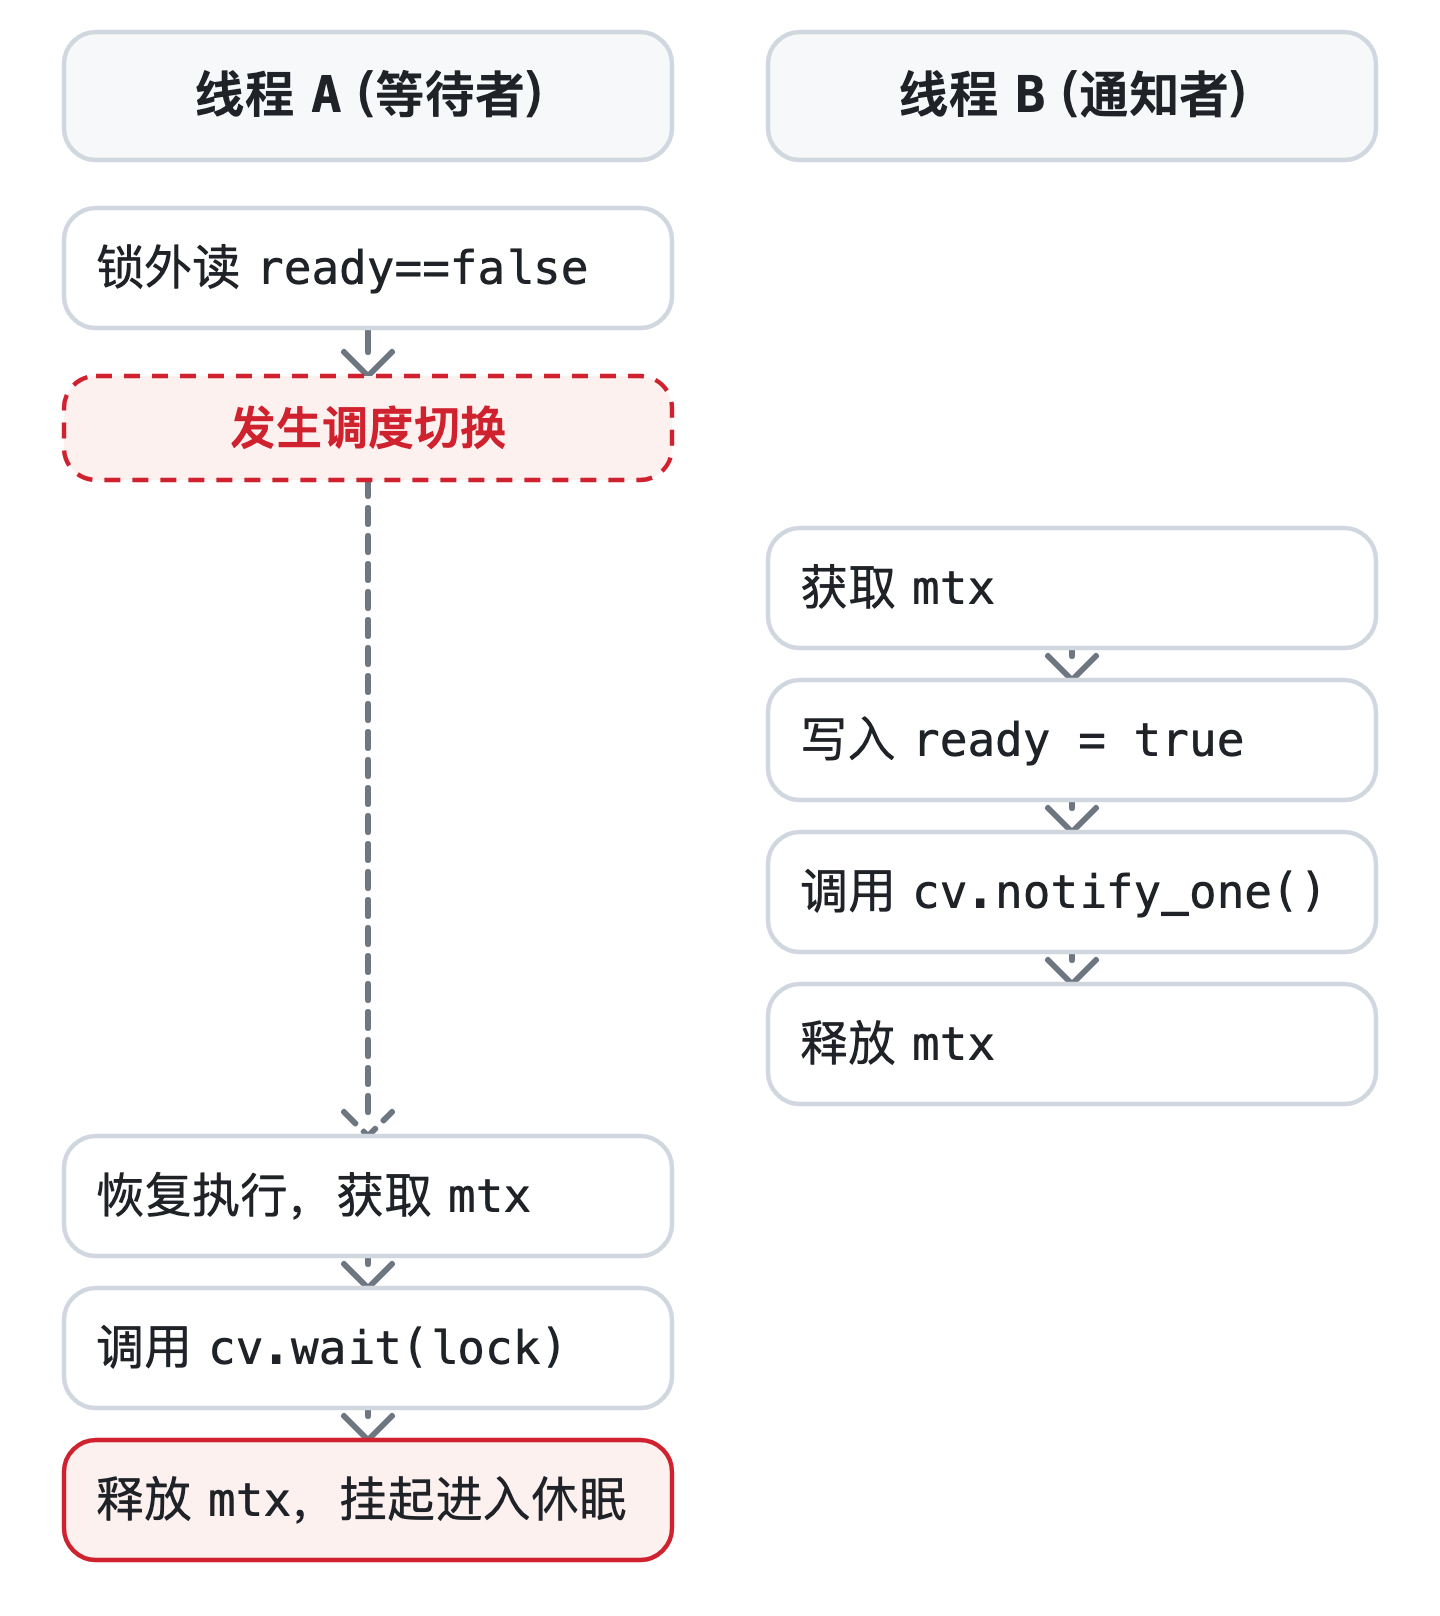 线程 A (等待者)
线程 B (通知者)
锁外读 ready==false
发生调度切换
获取 mtx
写入 ready = true
调用 cv.notify_one()
释放 mtx
恢复执行，获取 mtx
调用 cv.wait(lock)
释放 mtx，挂起进入休眠